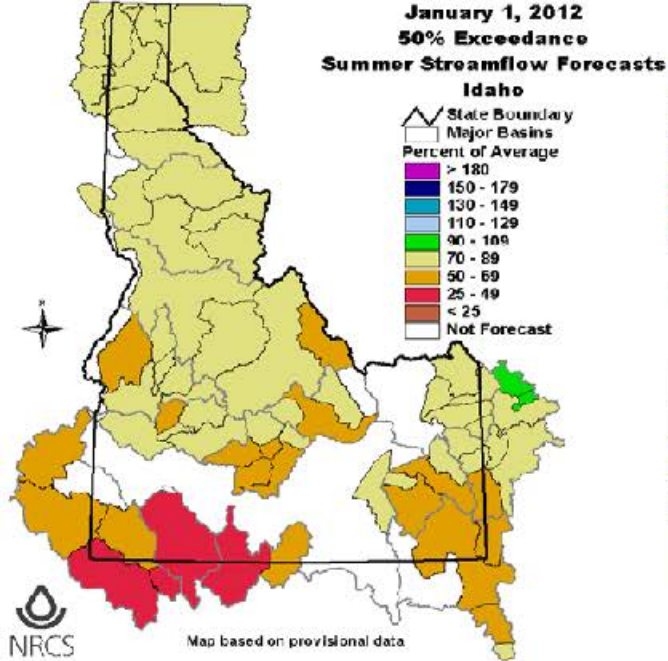 January 1, 2012
50% Exceedance
Summer Streamflow Forecasts
Idaho
State Boundary
Major Basins
Percent of Average
> 180
150 - 179
130 - 149
110 - 129
90 - 109
70 - 89
50 - 69
25 - 49
< 25
Not Forecast
N
NRCS
Map based on provisional data